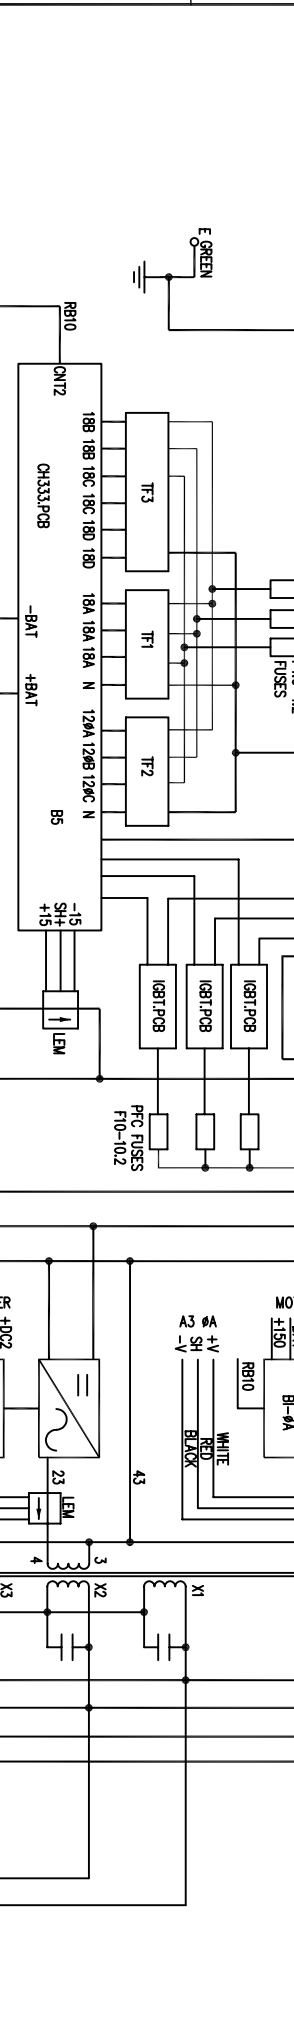 E GREEN
RB10
CNT2
CH333.PCB
18B
18B
18C
18C
18D
18D
18A
18A
18A
N
12ØA
12ØB
12ØC
N
TF3
TF1
TF2
-BAT
+BAT
B5
FUSES
-15
SH+
+15
LEM
IGBT.PCB
IGBT.PCB
IGBT.PCB
PFC FUSES
F10-10.2
+DC2
A3 ØA
+V
SH
-V
WHITE
RED
BLACK
+150
RB10
BI-ØA
23
43
LEM
4
3
X3
X2
X1